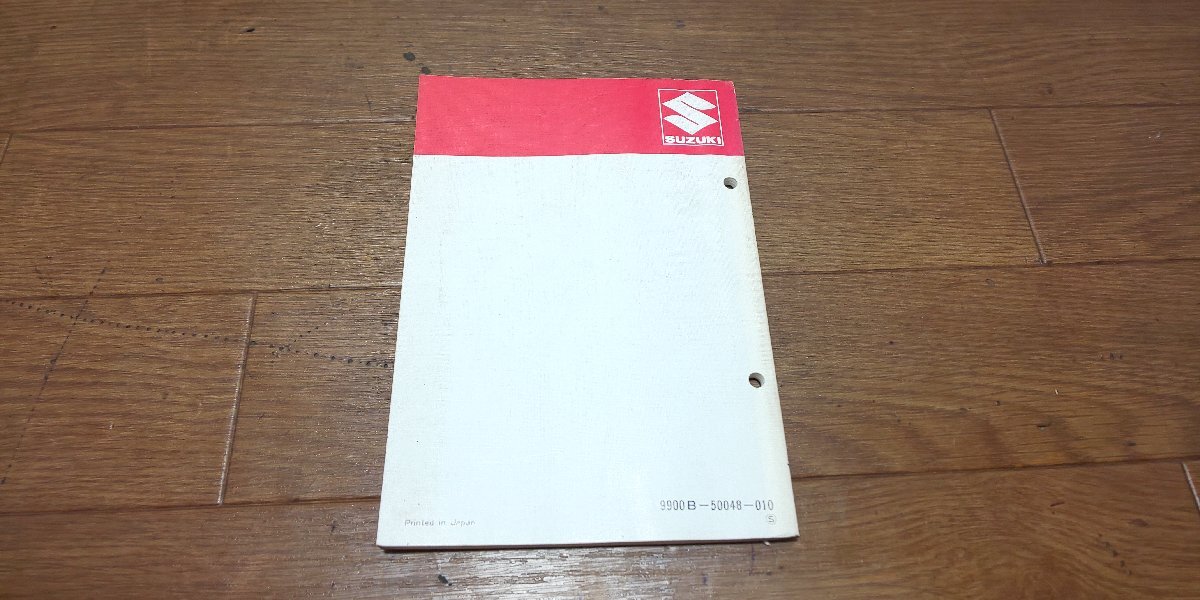 SUZUKI
9900B-50048-010
Ⓢ
Printed in Japan